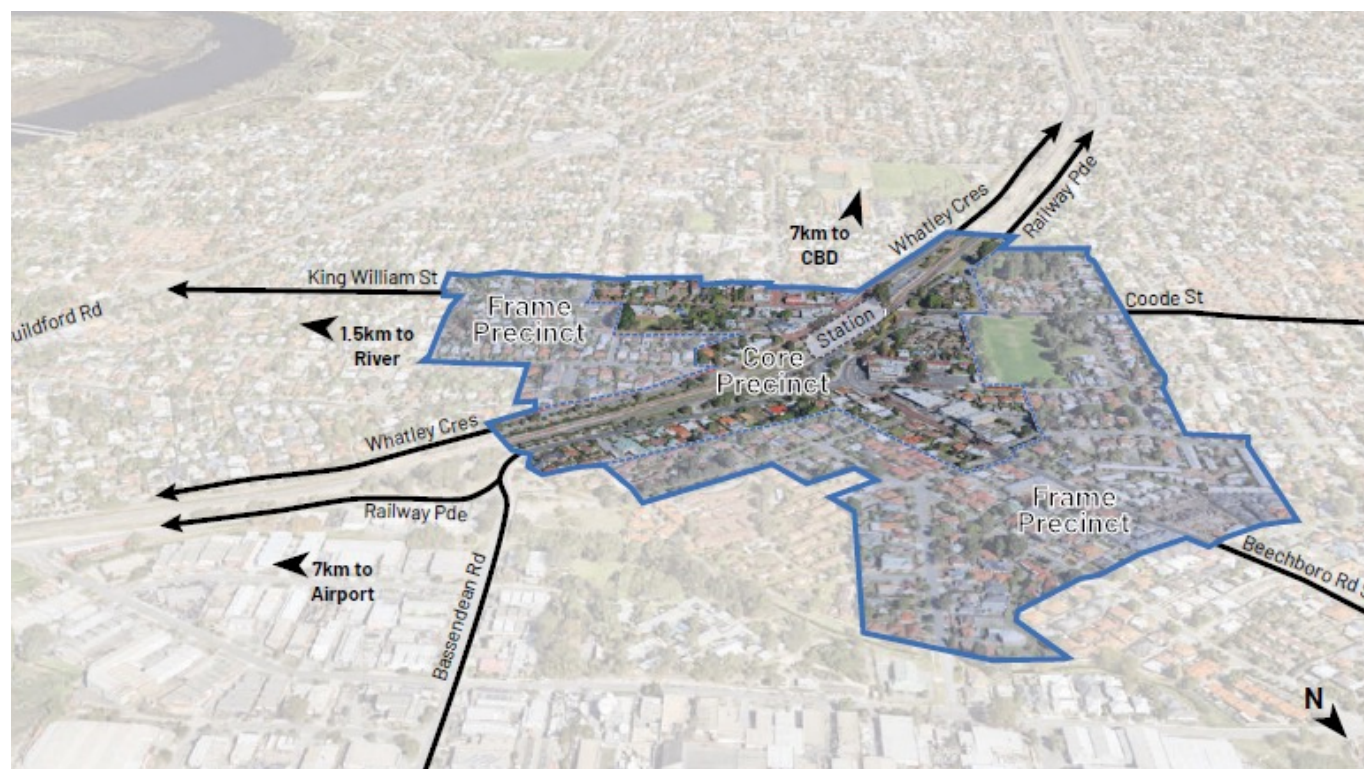 Whatley Cres
Railway Pde
7km to
CBD
King William St
Frame
Precinct
Coode St
uildford Rd
1.5km to
River
Station
Core
Precinct
Whatley Cres
Railway Pde
Frame
Precinct
7km to
Airport
Bassendean Rd
Beechboro Rd S
N